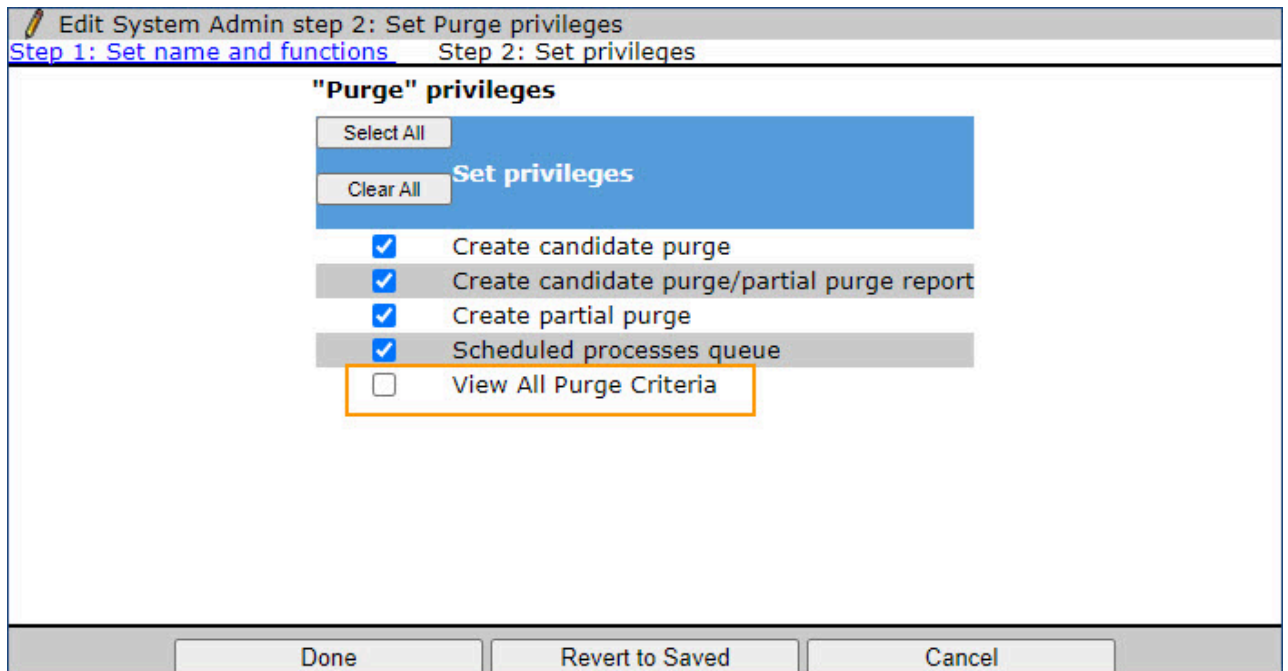 Edit System Admin step 2: Set Purge privileges
Step 1: Set name and functions Step 2: Set privileges
"Purge" privileges
Select All
Set privileges
Clear All
Create candidate purge
Create candidate purge/partial purge report
Create partial purge
Scheduled processes queue
View All Purge Criteria
Done Revert to Saved Cancel